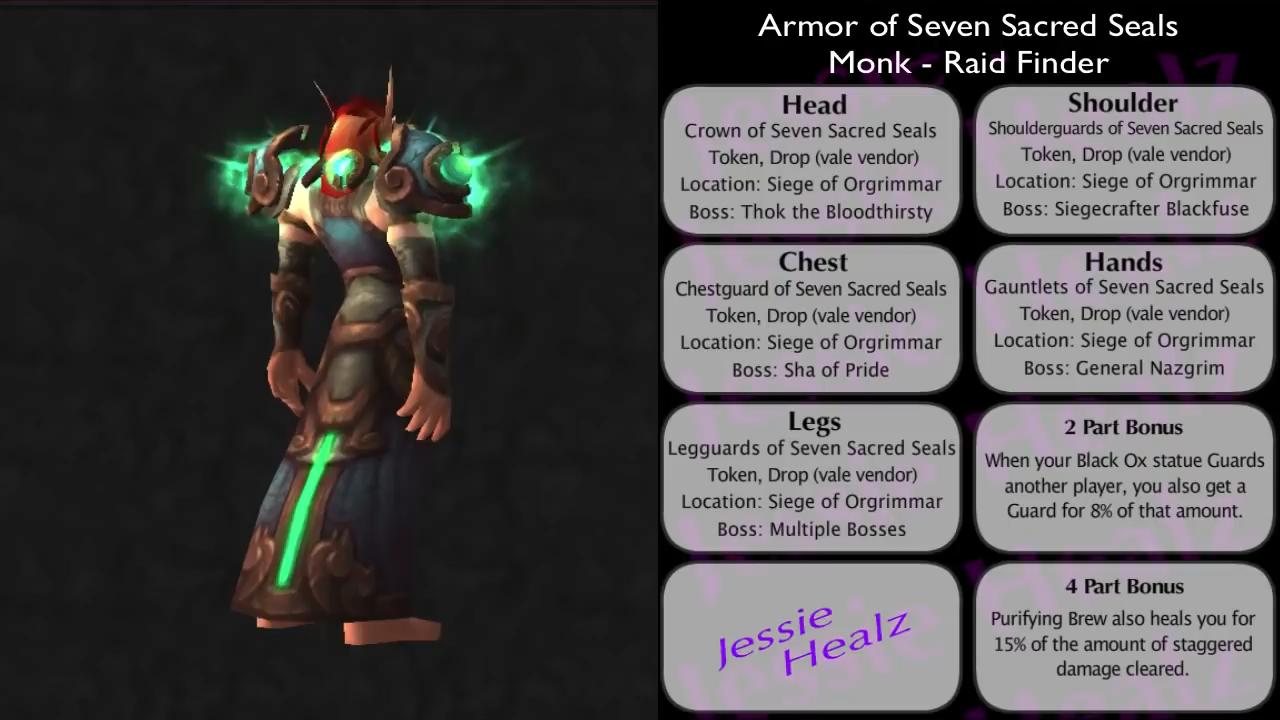 Armor of Seven Sacred Seals
Monk - Raid Finder
Head
Crown of Seven Sacred Seals
Token, Drop (vale vendor)
Location: Siege of Orgrimmar
Boss: Thok the Bloodthirsty
Shoulder
Shoulderguards of Seven Sacred Seals
Token, Drop (vale vendor)
Location: Siege of Orgrimmar
Boss: Siegecrafter Blackfuse
Chest
Chestguard of Seven Sacred Seals
Token, Drop (vale vendor)
Location: Siege of Orgrimmar
Boss: Sha of Pride
Hands
Gauntlets of Seven Sacred Seals
Token, Drop (vale vendor)
Location: Siege of Orgrimmar
Boss: General Nazgrim
Legs
Legguards of Seven Sacred Seals
Token, Drop (vale vendor)
Location: Siege of Orgrimmar
Boss: Multiple Bosses
2 Part Bonus
When your Black Ox statue Guards
another player, you also get a
Guard for 8% of that amount.
Jessie
Healz
4 Part Bonus
Purifying Brew also heals you for
15% of the amount of staggered
damage cleared.